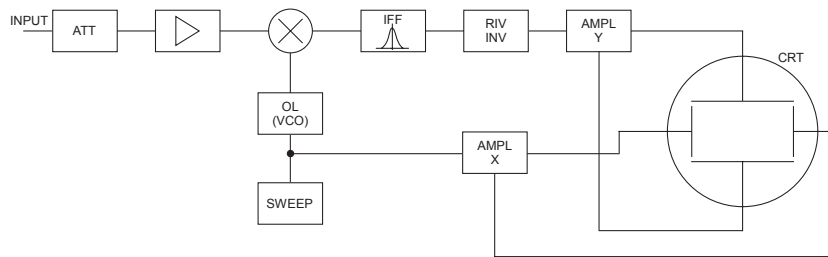 INPUT
ATT
IFF
RIV
INV
AMPL
Y
CRT
OL
(VCO)
AMPL
X
SWEEP